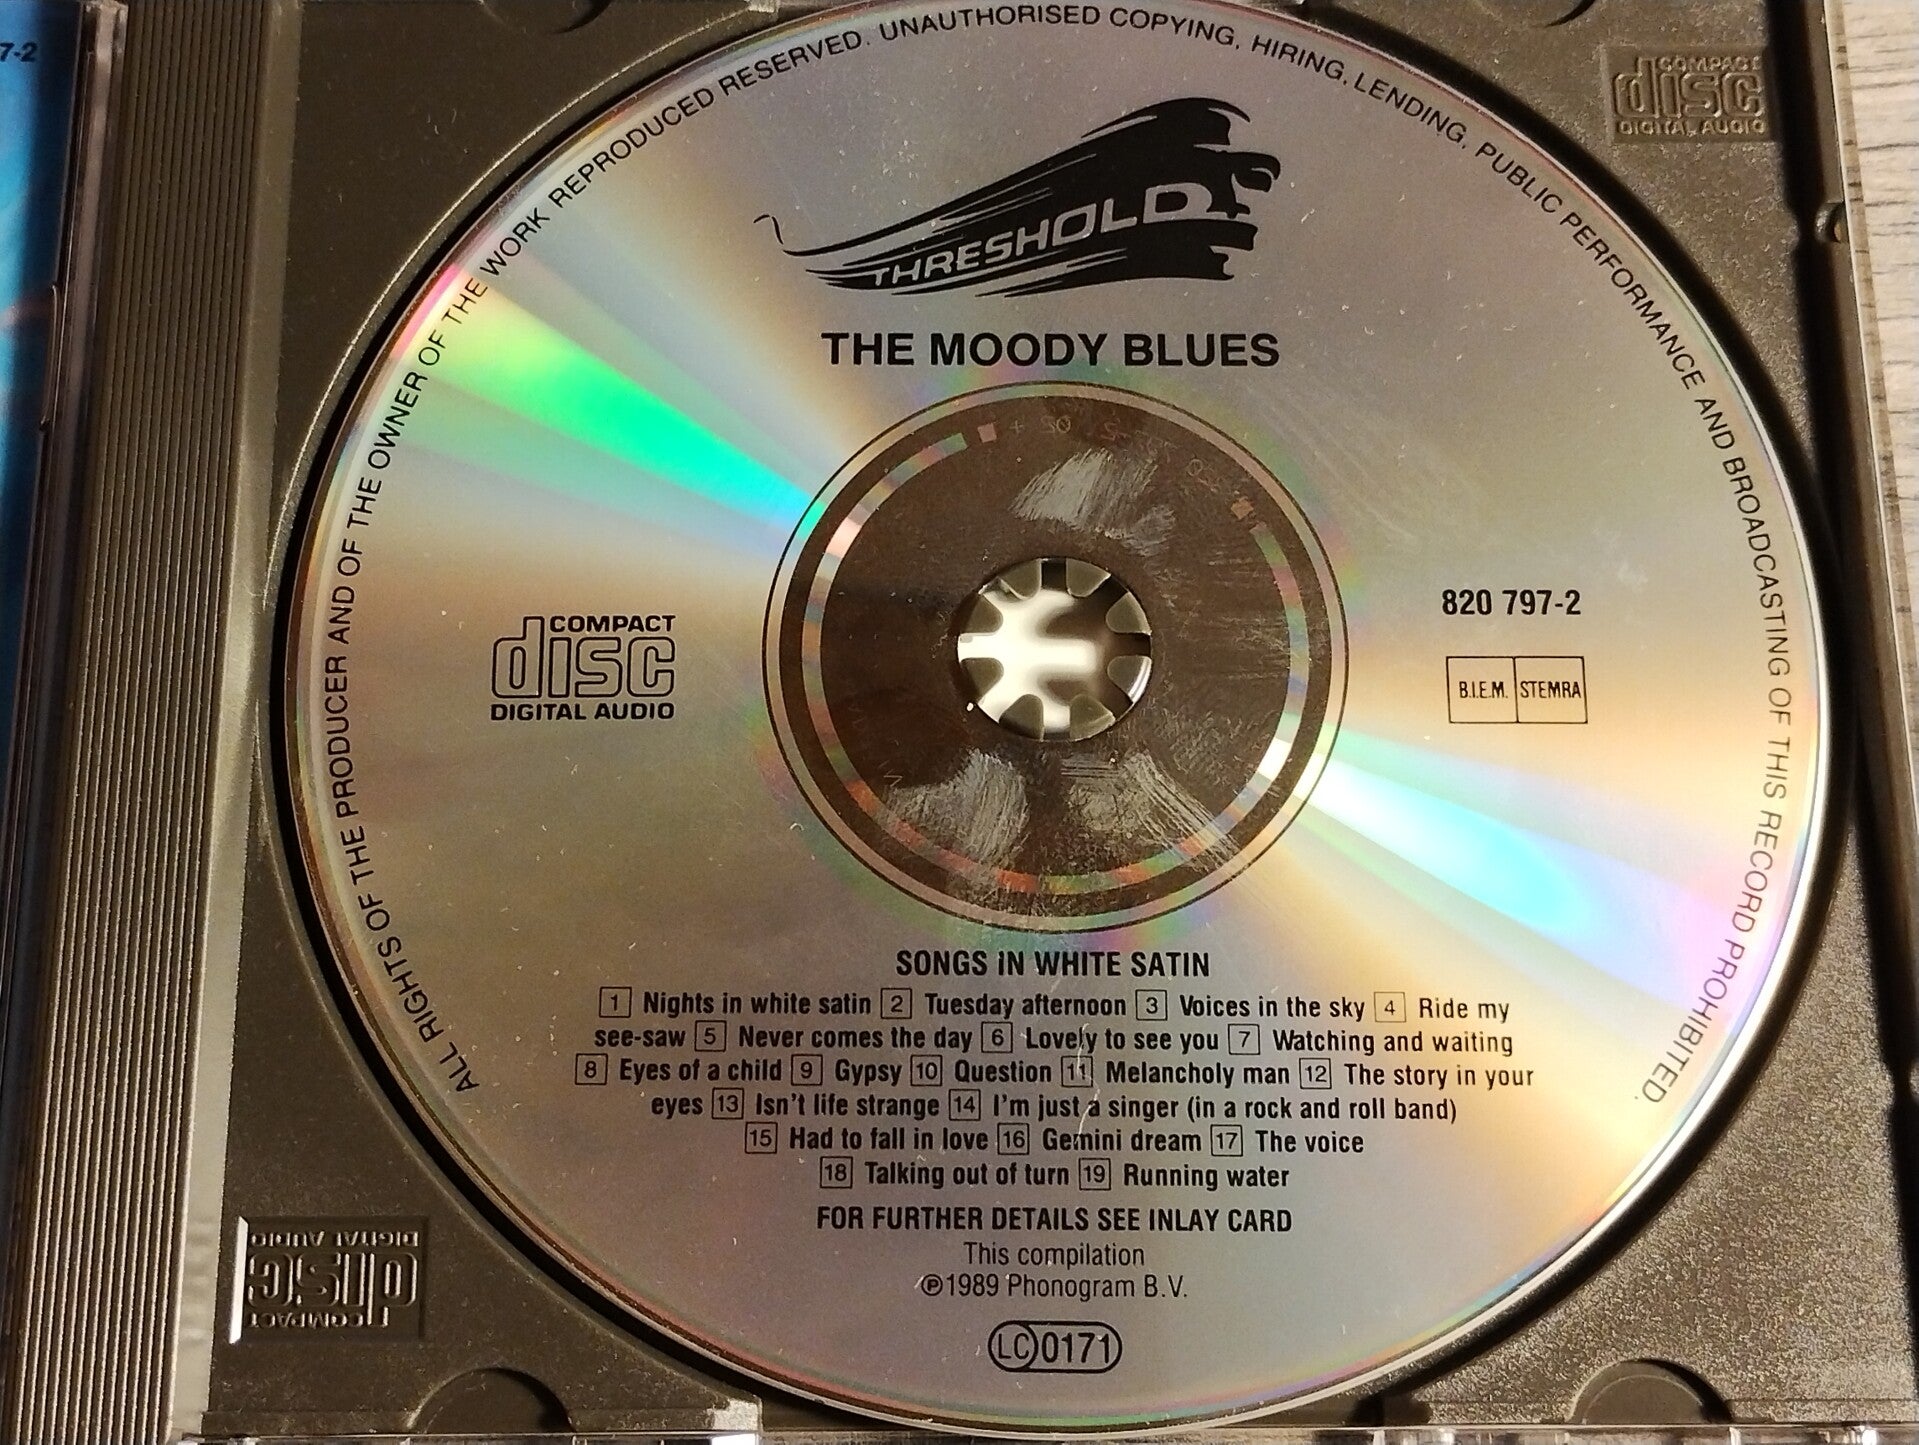 7-2
ALL RIGHTS OF THE PRODUCER AND OF THE OWNER OF THE WORK REPRODUCED RESERVED. UNAUTHORISED COPYING, HIRING, LENDING, PUBLIC PERFORMANCE AND BROADCASTING OF THIS RECORD PROHIBITED.
COMPACT
disc
DIGITAL AUDIO
THRESHOLD
THE MOODY BLUES
COMPACT
disc
DIGITAL AUDIO
820 797-2
B.I.E.M. STEMRA
SONGS IN WHITE SATIN
1 Nights in white satin 2 Tuesday afternoon 3 Voices in the sky 4 Ride my
see-saw 5 Never comes the day 6 Lovely to see you 7 Watching and waiting
8 Eyes of a child 9 Gypsy 10 Question 11 Melancholy man 12 The story in your
eyes 13 Isn't life strange 14 I'm just a singer (in a rock and roll band)
15 Had to fall in love 16 Gemini dream 17 The voice
18 Talking out of turn 19 Running water
FOR FURTHER DETAILS SEE INLAY CARD
This compilation
℗1989 Phonogram B.V.
LC 0171
COMPACT
disc
DIGITAL AUDIO